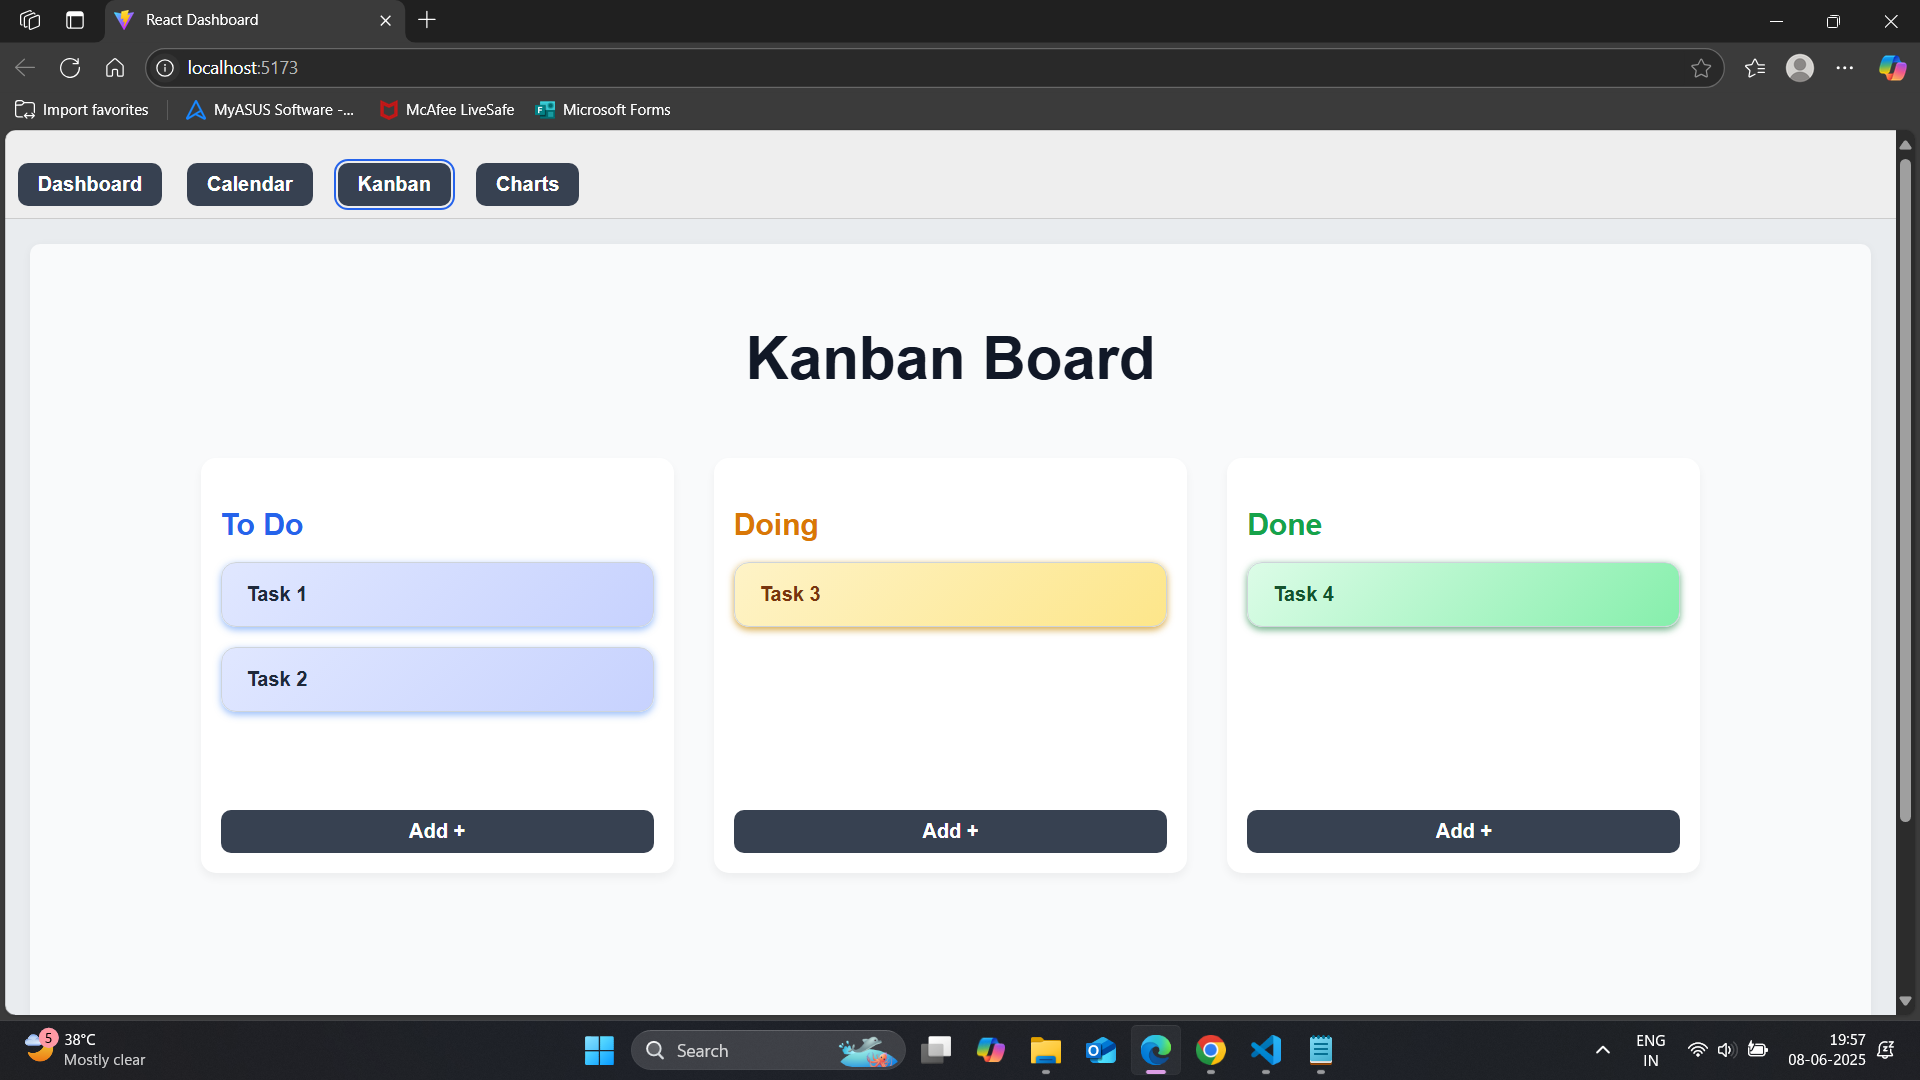 React Dashboard
localhost:5173
Import favorites
MyASUS Software -...
McAfee LiveSafe
Microsoft Forms
Dashboard
Calendar
Kanban
Charts
Kanban Board
To Do
Task 1
Task 2
Add +
Doing
Task 3
Add +
Done
Task 4
Add +
5
38°C
Mostly clear
Search
ENG
IN
19:57
08-06-2025